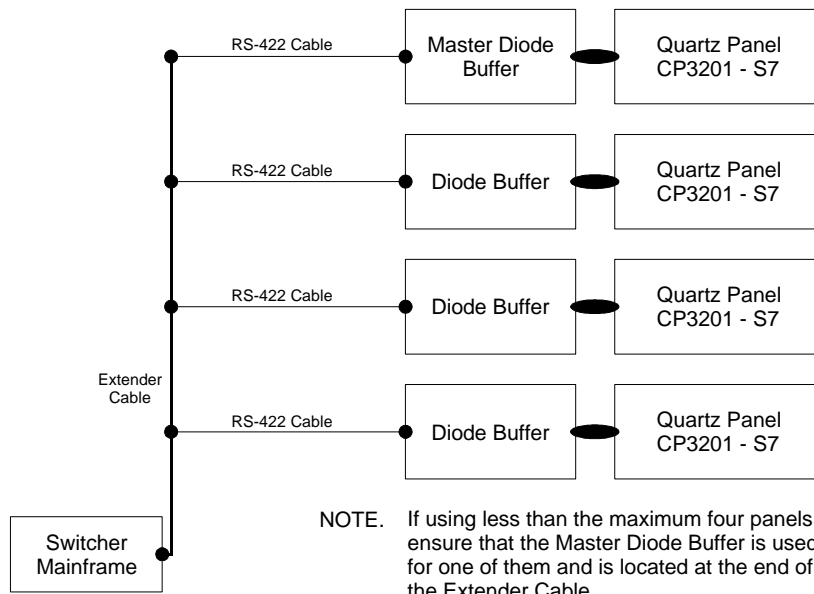 RS-422 Cable
Master Diode
Buffer
Quartz Panel
CP3201 - S7
RS-422 Cable
Diode Buffer
Quartz Panel
CP3201 - S7
RS-422 Cable
Diode Buffer
Quartz Panel
CP3201 - S7
Extender
Cable
RS-422 Cable
Diode Buffer
Quartz Panel
CP3201 - S7
Switcher
Mainframe
NOTE. If using less than the maximum four panels
ensure that the Master Diode Buffer is used
for one of them and is located at the end of
the Extender Cable